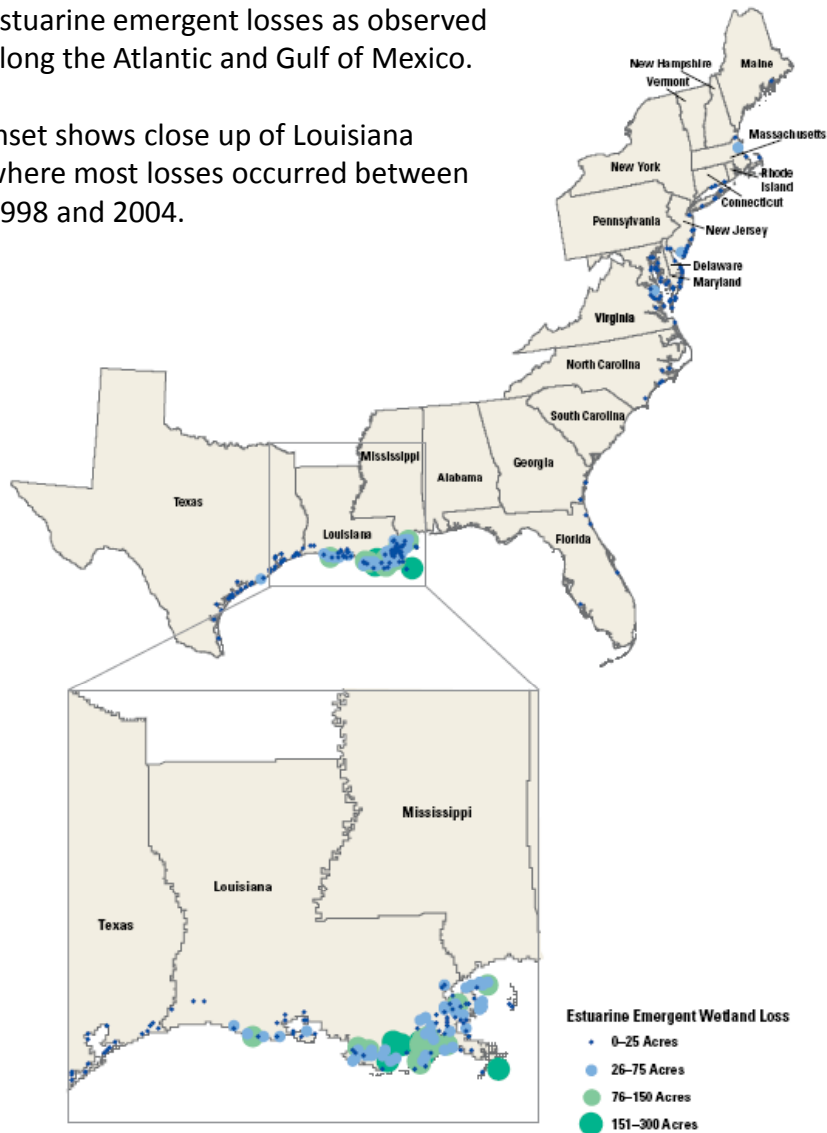 stuarine emergent losses as observed
long the Atlantic and Gulf of Mexico.
nset shows close up of Louisiana
where most losses occurred between
998 and 2004.
New Hampshire
Maine
Vermont
Massachusetts
New York
Rhode
Island
Connecticut
Pennsylvania
New Jersey
Delaware
Maryland
Virginia
North Carolina
South Carolina
Mississippi
Georgia
Alabama
Texas
Louisiana
Florida
Mississippi
Louisiana
Texas
Estuarine Emergent Wetland Loss
0–25 Acres
26–75 Acres
76–150 Acres
151–300 Acres